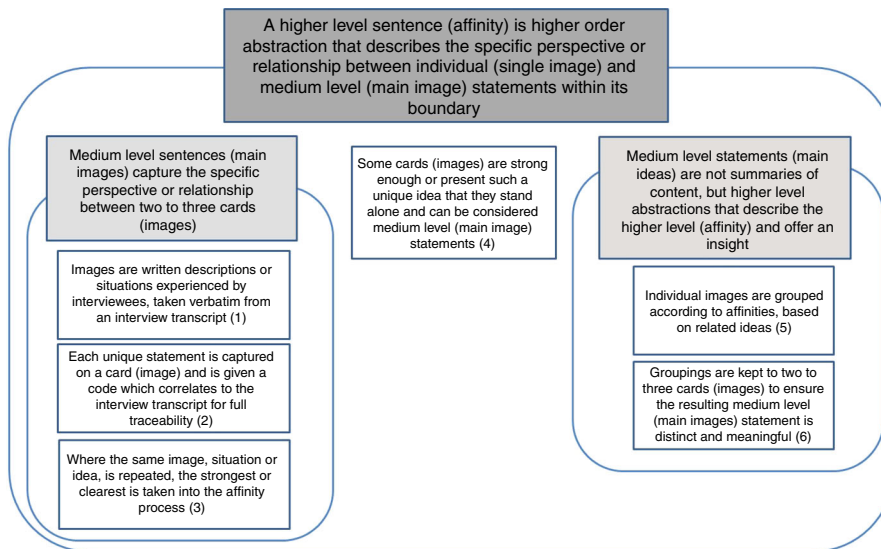 A higher level sentence (affinity) is higher order
abstraction that describes the specific perspective or
relationship between individual (single image) and
medium level (main image) statements within its
boundary
Medium level sentences (main
images) capture the specific
perspective or relationship
between two to three cards
(images)
Images are written descriptions or
situations experienced by
interviewees, taken verbatim from
an interview transcript (1)
Each unique statement is captured
on a card (image) and is given a
code which correlates to the
interview transcript for full
traceability (2)
Where the same image, situation or
idea, is repeated, the strongest or
clearest is taken into the affinity
process (3)
Some cards (images) are strong
enough or present such a
unique idea that they stand
alone and can be considered
medium level (main image)
statements (4)
Medium level statements (main
ideas) are not summaries of
content, but higher level
abstractions that describe the
higher level (affinity) and offer an
insight
Individual images are grouped
according to affinities, based
on related ideas (5)
Groupings are kept to two to
three cards (images) to ensure
the resulting medium level
(main images) statement is
distinct and meaningful (6)